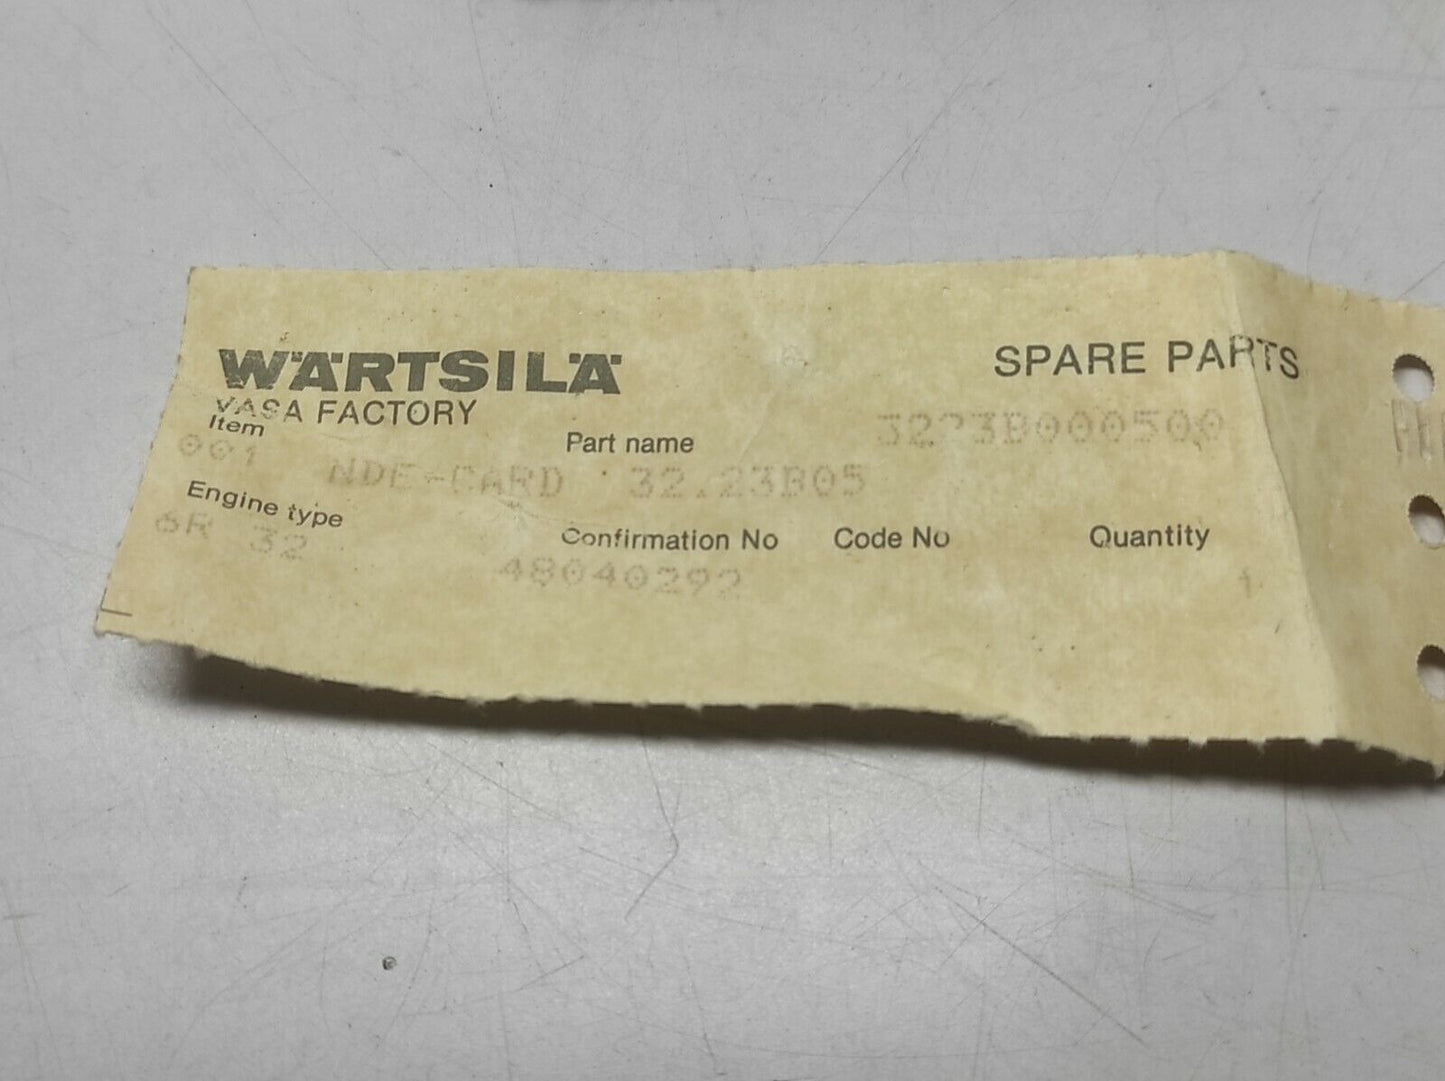 WÄRTSILÄ
SPARE PARTS
VASA FACTORY
Item
Part name
3223B000500
001 NDE-CARD 32.23B05
Engine type
6R 32
Confirmation No Code No Quantity
48040292 1